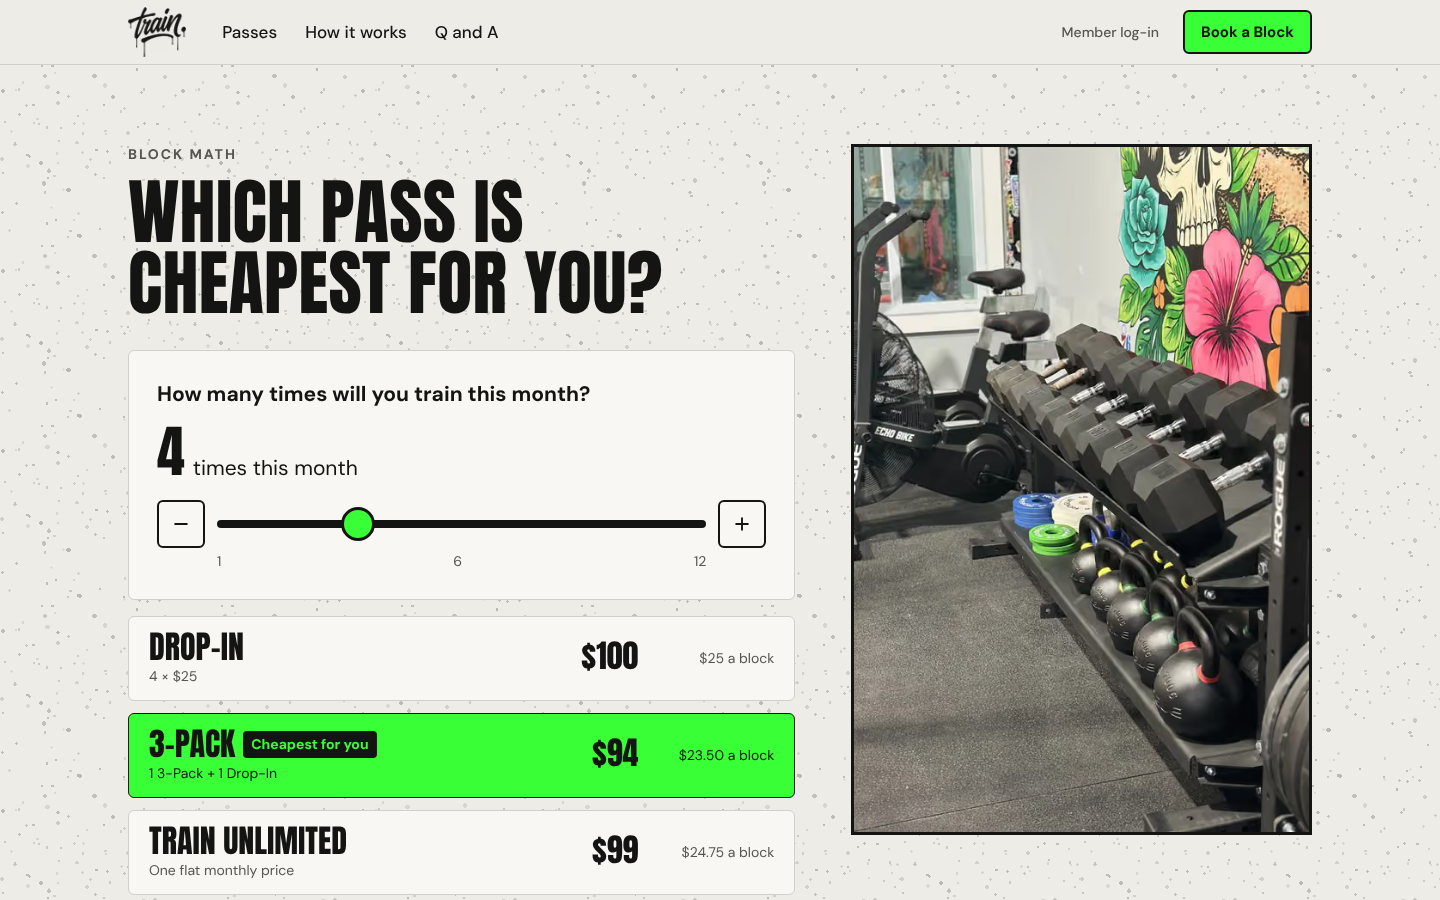 train.
Passes
How it works
Q and A
Member log-in
Book a Block
BLOCK MATH
WHICH PASS IS
CHEAPEST FOR YOU?
How many times will you train this month?
4 times this month
−
+
1
6
12
DROP-IN
4 × $25
$100
$25 a block
3-PACK
Cheapest for you
1 3-Pack + 1 Drop-In
$94
$23.50 a block
TRAIN UNLIMITED
One flat monthly price
$99
$24.75 a block
ECHO BIKE
ROGUE